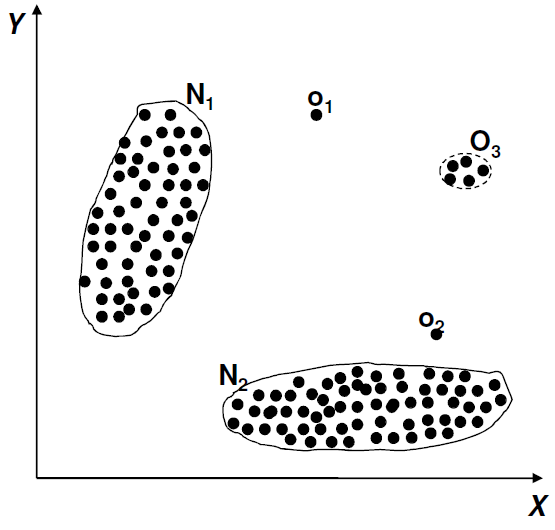 Y
N₁
o₁
O₃
o₂
N₂
X